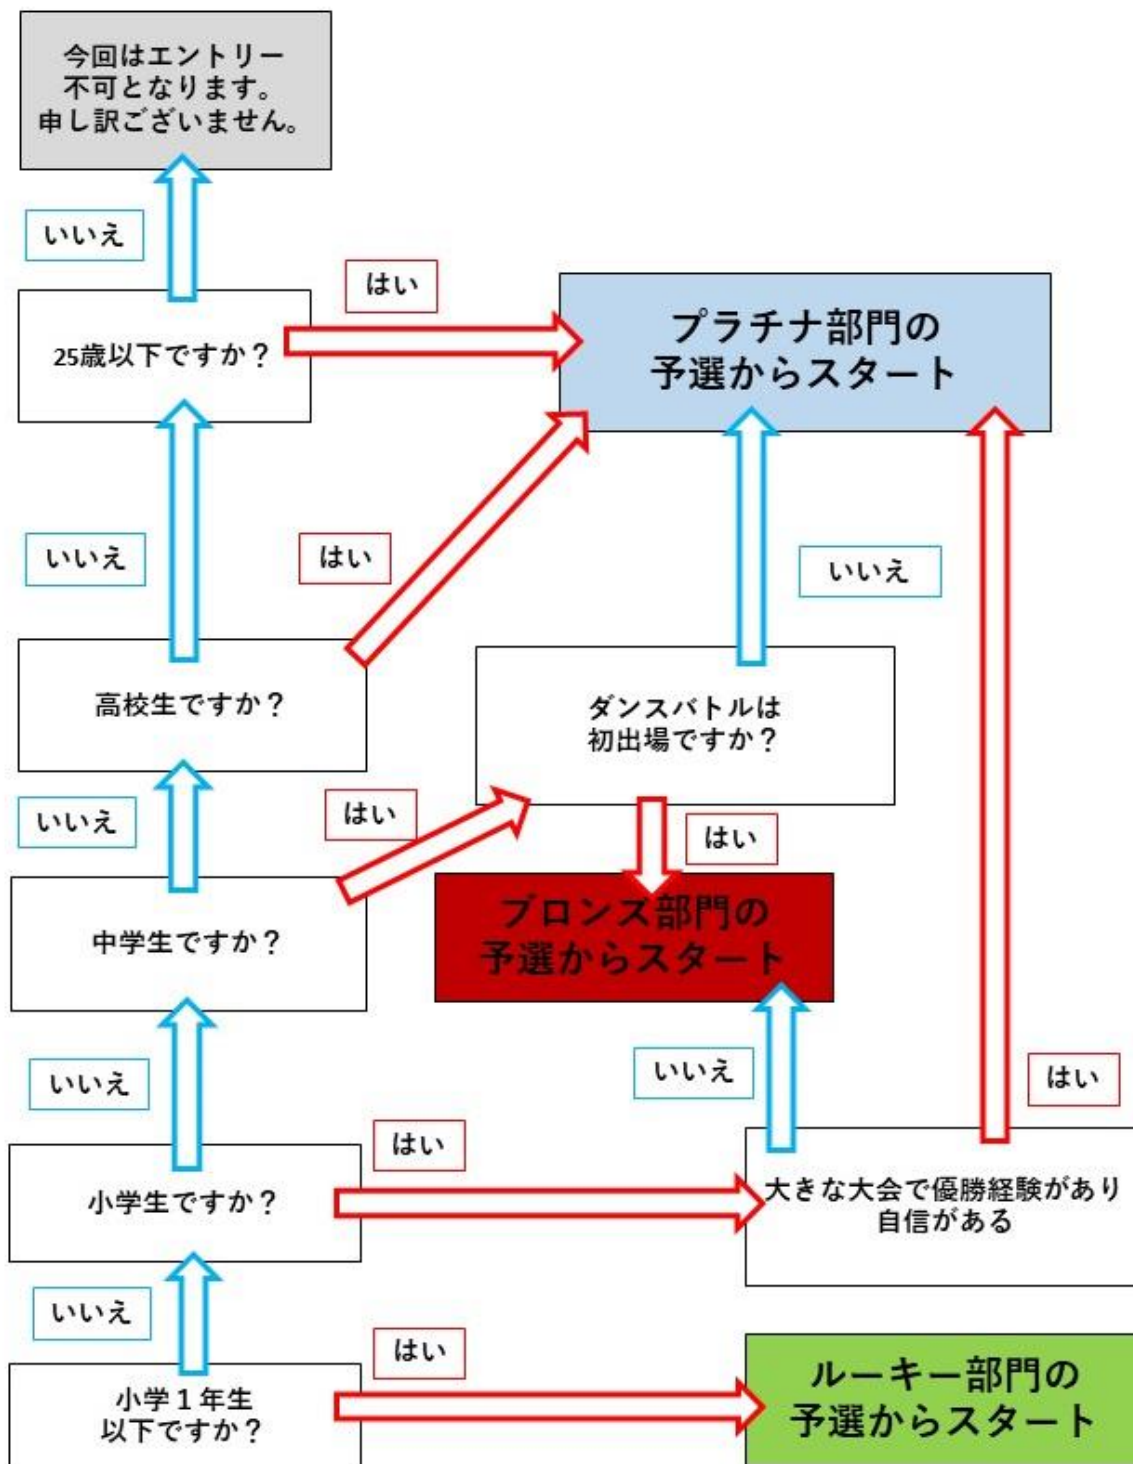 今回はエントリー
不可となります。
申し訳ございません。
いいえ
はい
25歳以下ですか？
プラチナ部門の
予選からスタート
いいえ
はい
いいえ
高校生ですか？
ダンスバトルは
初出場ですか？
いいえ
はい
はい
中学生ですか？
ブロンズ部門の
予選からスタート
いいえ
いいえ
はい
はい
小学生ですか？
大きな大会で優勝経験があり
自信がある
いいえ
はい
小学１年生
以下ですか？
ルーキー部門の
予選からスタート